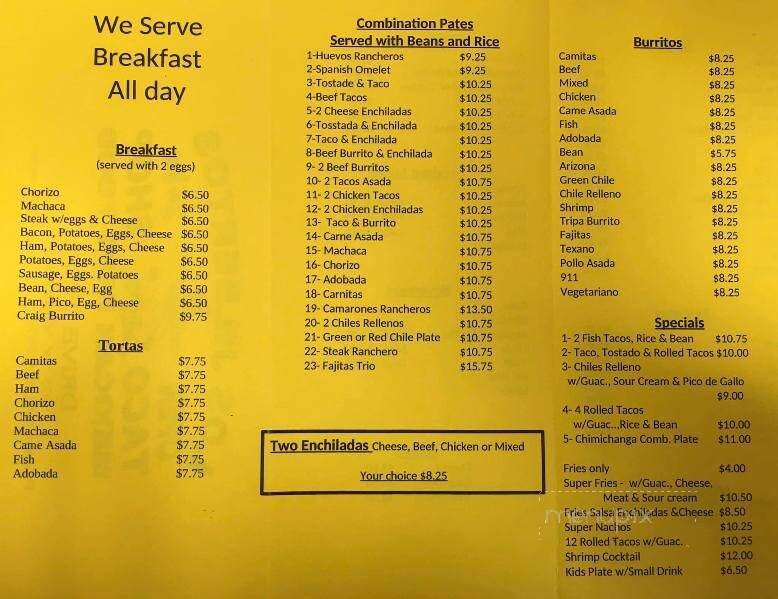 We Serve
Breakfast
All day
Breakfast
(served with 2 eggs)
Chorizo $6.50
Machaca $6.50
Steak w/eggs & Cheese $6.50
Bacon, Potatoes, Eggs, Cheese $6.50
Ham, Potatoes, Eggs, Cheese $6.50
Potatoes, Eggs, Cheese $6.50
Sausage, Eggs. Potatoes $6.50
Bean, Cheese, Egg $6.50
Ham, Pico, Egg, Cheese $6.50
Craig Burrito $9.75
Tortas
Camitas $7.75
Beef $7.75
Ham $7.75
Chorizo $7.75
Chicken $7.75
Machaca $7.75
Came Asada $7.75
Fish $7.75
Adobada $7.75
Combination Pates
Served with Beans and Rice
1-Huevos Rancheros $9.25
2-Spanish Omelet $9.25
3-Tostade & Taco $10.25
4-Beef Tacos $10.25
5-2 Cheese Enchiladas $10.25
6-Tosstada & Enchilada $10.25
7-Taco & Enchilada $10.25
8-Beef Burrito & Enchilada $10.25
9- 2 Beef Burritos $10.25
10- 2 Tacos Asada $10.75
11- 2 Chicken Tacos $10.25
12- 2 Chicken Enchiladas $10.25
13- Taco & Burrito $10.25
14- Carne Asada $10.75
15- Machaca $10.75
16- Chorizo $10.75
17- Adobada $10.75
18- Carnitas $10.75
19- Camarones Rancheros $13.50
20- 2 Chiles Rellenos $10.75
21- Green or Red Chile Plate $10.75
22- Steak Ranchero $10.75
23- Fajitas Trio $15.75
Two Enchiladas Cheese, Beef, Chicken or Mixed
Your choice $8.25
Burritos
Camitas $8.25
Beef $8.25
Mixed $8.25
Chicken $8.25
Came Asada $8.25
Fish $8.25
Adobada $8.25
Bean $5.75
Arizona $8.25
Green Chile $8.25
Chile Relleno $8.25
Shrimp $8.25
Tripa Burrito $8.25
Fajitas $8.25
Texano $8.25
Pollo Asada $8.25
911 $8.25
Vegetariano $8.25
Specials
1- 2 Fish Tacos, Rice & Bean $10.75
2- Taco, Tostado & Rolled Tacos $10.00
3- Chiles Relleno
w/Guac., Sour Cream & Pico de Gallo
$9.00
4- 4 Rolled Tacos
w/Guac..,Rice & Bean $10.00
5- Chimichanga Comb. Plate $11.00
Fries only $4.00
Super Fries - w/Guac., Cheese,
Meat & Sour cream $10.50
Fries Salsa Enchiladas &Cheese $8.50
Super Nachos $10.25
12 Rolled Tacos w/Guac. $10.25
Shrimp Cocktail $12.00
Kids Plate w/Small Drink $6.50
menupix